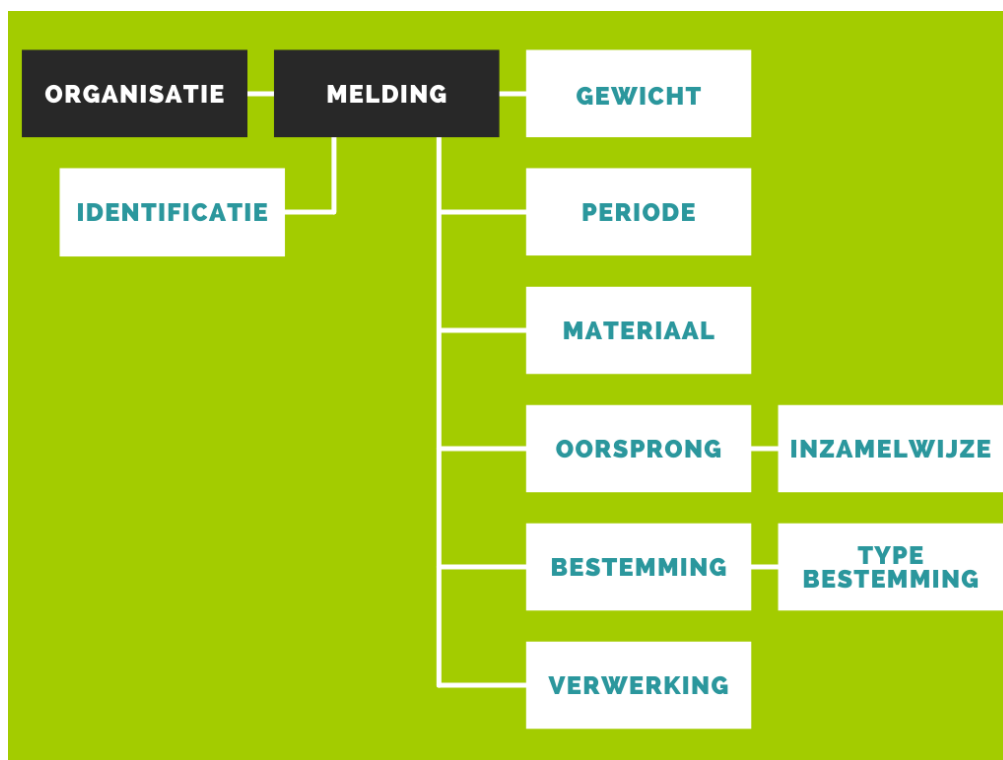 ORGANISATIE
MELDING
GEWICHT
IDENTIFICATIE
PERIODE
MATERIAAL
OORSPRONG
INZAMELWIJZE
BESTEMMING
TYPE
BESTEMMING
VERWERKING